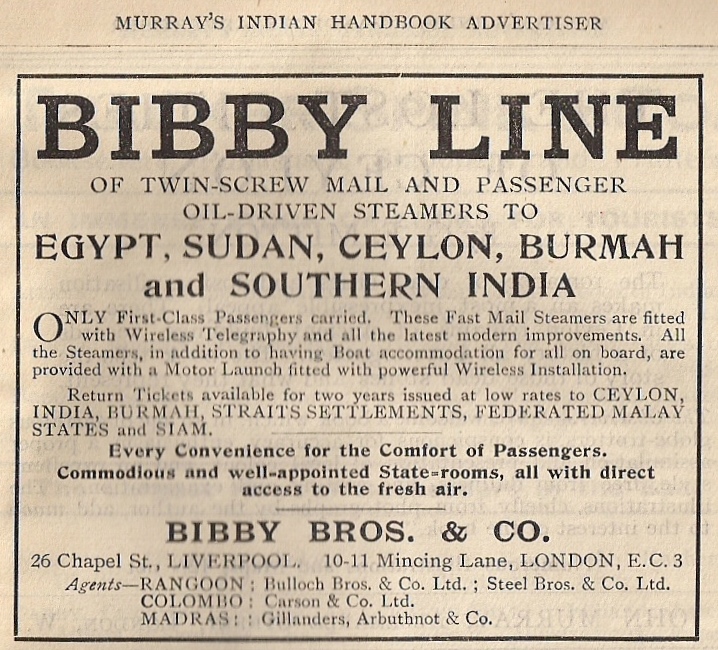 MURRAY'S INDIAN HANDBOOK ADVERTISER
BIBBY LINE
OF TWIN-SCREW MAIL AND PASSENGER
OIL-DRIVEN STEAMERS TO
EGYPT, SUDAN, CEYLON, BURMAH
and SOUTHERN INDIA
ONLY First-Class Passengers carried. These Fast Mail Steamers are fitted
with Wireless Telegraphy and all the latest modern improvements. All
the Steamers, in addition to having Boat accommodation for all on board, are
provided with a Motor Launch fitted with powerful Wireless Installation.
Return Tickets available for two years issued at low rates to CEYLON,
INDIA, BURMAH, STRAITS SETTLEMENTS, FEDERATED MALAY
STATES and SIAM.
Every Convenience for the Comfort of Passengers.
Commodious and well-appointed State-rooms, all with direct
access to the fresh air.
BIBBY BROS. & CO.
26 Chapel St., LIVERPOOL. 10-11 Mincing Lane, LONDON, E.C. 3
Agents—RANGOON : Bulloch Bros. & Co. Ltd. ; Steel Bros. & Co. Ltd.
COLOMBO : Carson & Co. Ltd.
MADRAS : : Gillanders, Arbuthnot & Co.